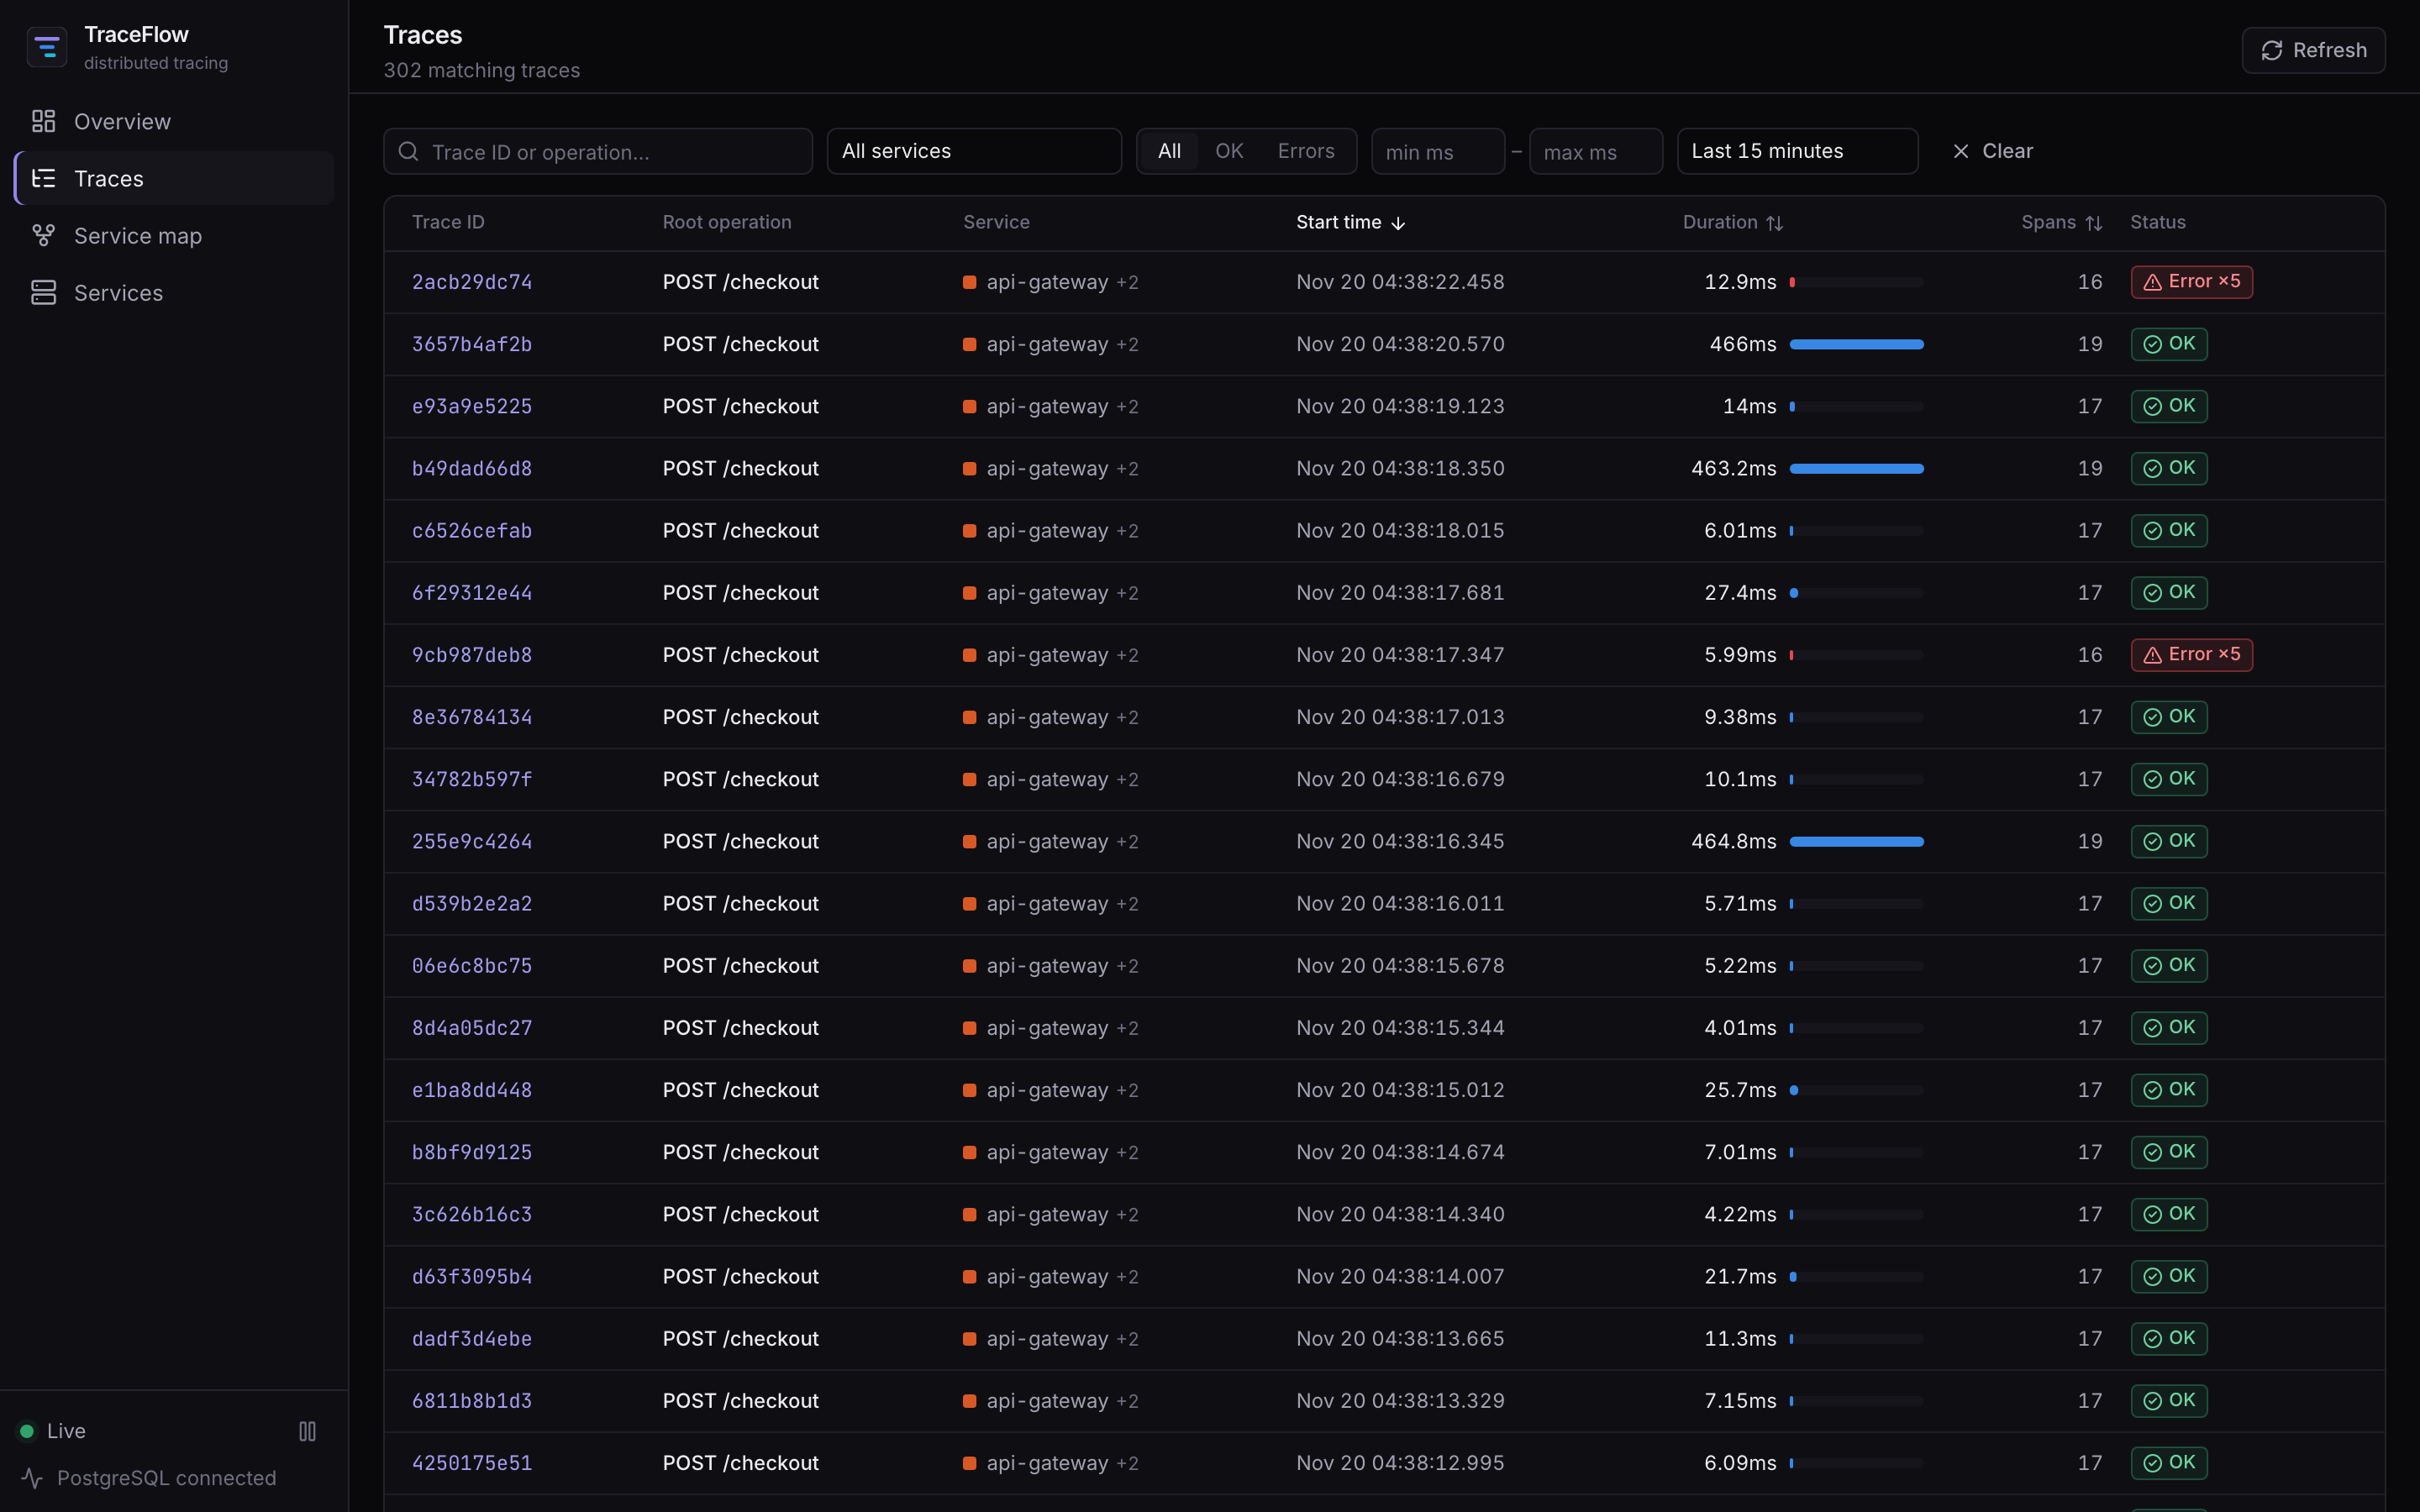 TraceFlow
distributed tracing
Overview
Traces
Service map
Services
Live
PostgreSQL connected
Traces
302 matching traces
Refresh
Trace ID or operation...
All services
All OK Errors
min ms – max ms
Last 15 minutes
Clear
Trace ID Root operation Service Start time Duration Spans Status
2acb29dc74 POST /checkout api-gateway +2 Nov 20 04:38:22.458 12.9ms 16 Error ×5
3657b4af2b POST /checkout api-gateway +2 Nov 20 04:38:20.570 466ms 19 OK
e93a9e5225 POST /checkout api-gateway +2 Nov 20 04:38:19.123 14ms 17 OK
b49dad66d8 POST /checkout api-gateway +2 Nov 20 04:38:18.350 463.2ms 19 OK
c6526cefab POST /checkout api-gateway +2 Nov 20 04:38:18.015 6.01ms 17 OK
6f29312e44 POST /checkout api-gateway +2 Nov 20 04:38:17.681 27.4ms 17 OK
9cb987deb8 POST /checkout api-gateway +2 Nov 20 04:38:17.347 5.99ms 16 Error ×5
8e36784134 POST /checkout api-gateway +2 Nov 20 04:38:17.013 9.38ms 17 OK
34782b597f POST /checkout api-gateway +2 Nov 20 04:38:16.679 10.1ms 17 OK
255e9c4264 POST /checkout api-gateway +2 Nov 20 04:38:16.345 464.8ms 19 OK
d539b2e2a2 POST /checkout api-gateway +2 Nov 20 04:38:16.011 5.71ms 17 OK
06e6c8bc75 POST /checkout api-gateway +2 Nov 20 04:38:15.678 5.22ms 17 OK
8d4a05dc27 POST /checkout api-gateway +2 Nov 20 04:38:15.344 4.01ms 17 OK
e1ba8dd448 POST /checkout api-gateway +2 Nov 20 04:38:15.012 25.7ms 17 OK
b8bf9d9125 POST /checkout api-gateway +2 Nov 20 04:38:14.674 7.01ms 17 OK
3c626b16c3 POST /checkout api-gateway +2 Nov 20 04:38:14.340 4.22ms 17 OK
d63f3095b4 POST /checkout api-gateway +2 Nov 20 04:38:14.007 21.7ms 17 OK
dadf3d4ebe POST /checkout api-gateway +2 Nov 20 04:38:13.665 11.3ms 17 OK
6811b8b1d3 POST /checkout api-gateway +2 Nov 20 04:38:13.329 7.15ms 17 OK
4250175e51 POST /checkout api-gateway +2 Nov 20 04:38:12.995 6.09ms 17 OK